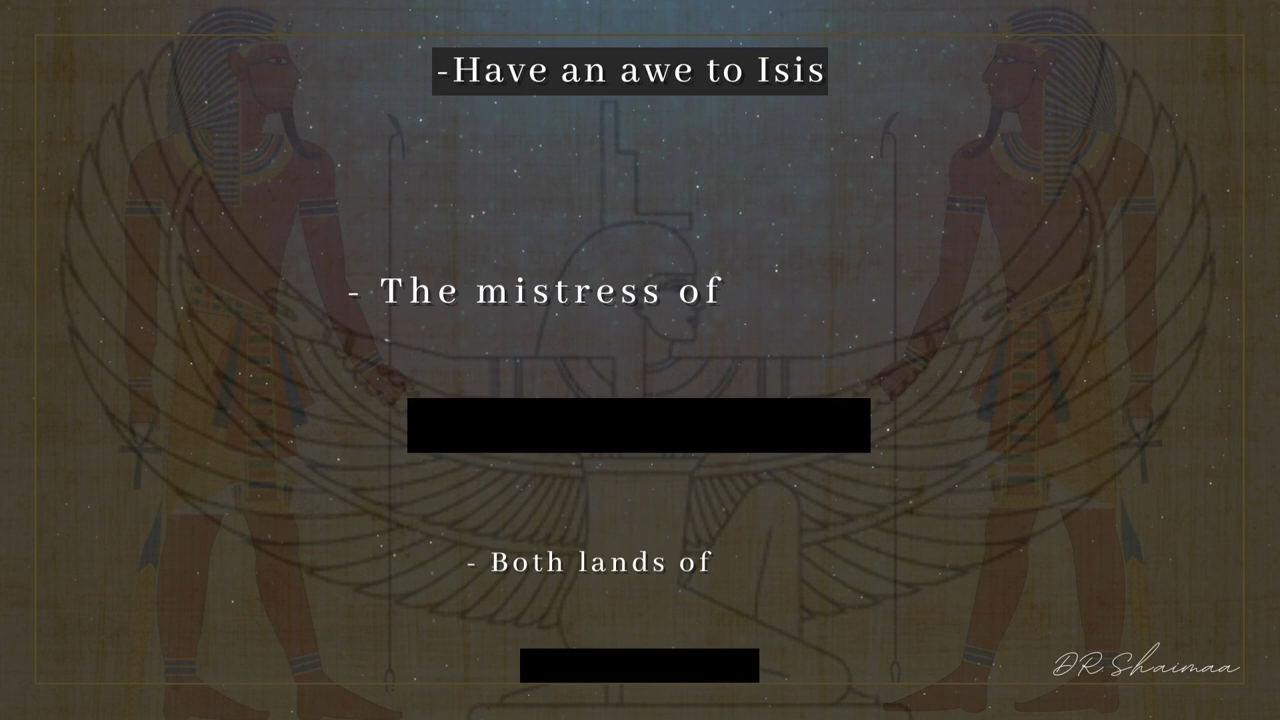 -Have an awe to Isis
- The mistress of
- Both lands of
DR.Shaimaa